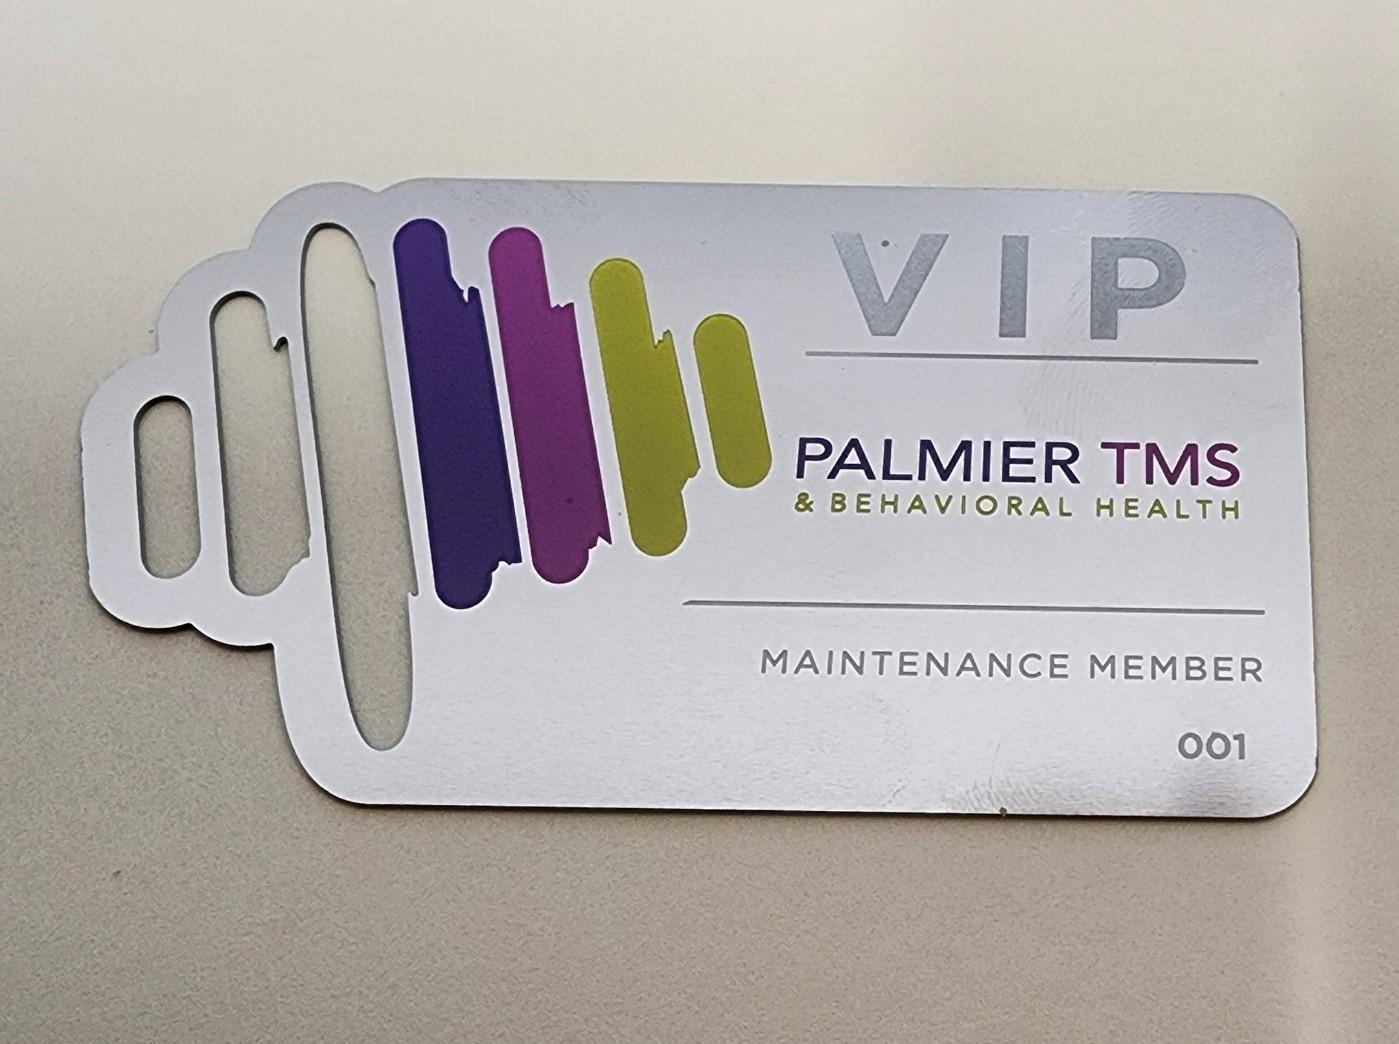 VIP
PALMIER TMS
& BEHAVIORAL HEALTH
MAINTENANCE MEMBER
001